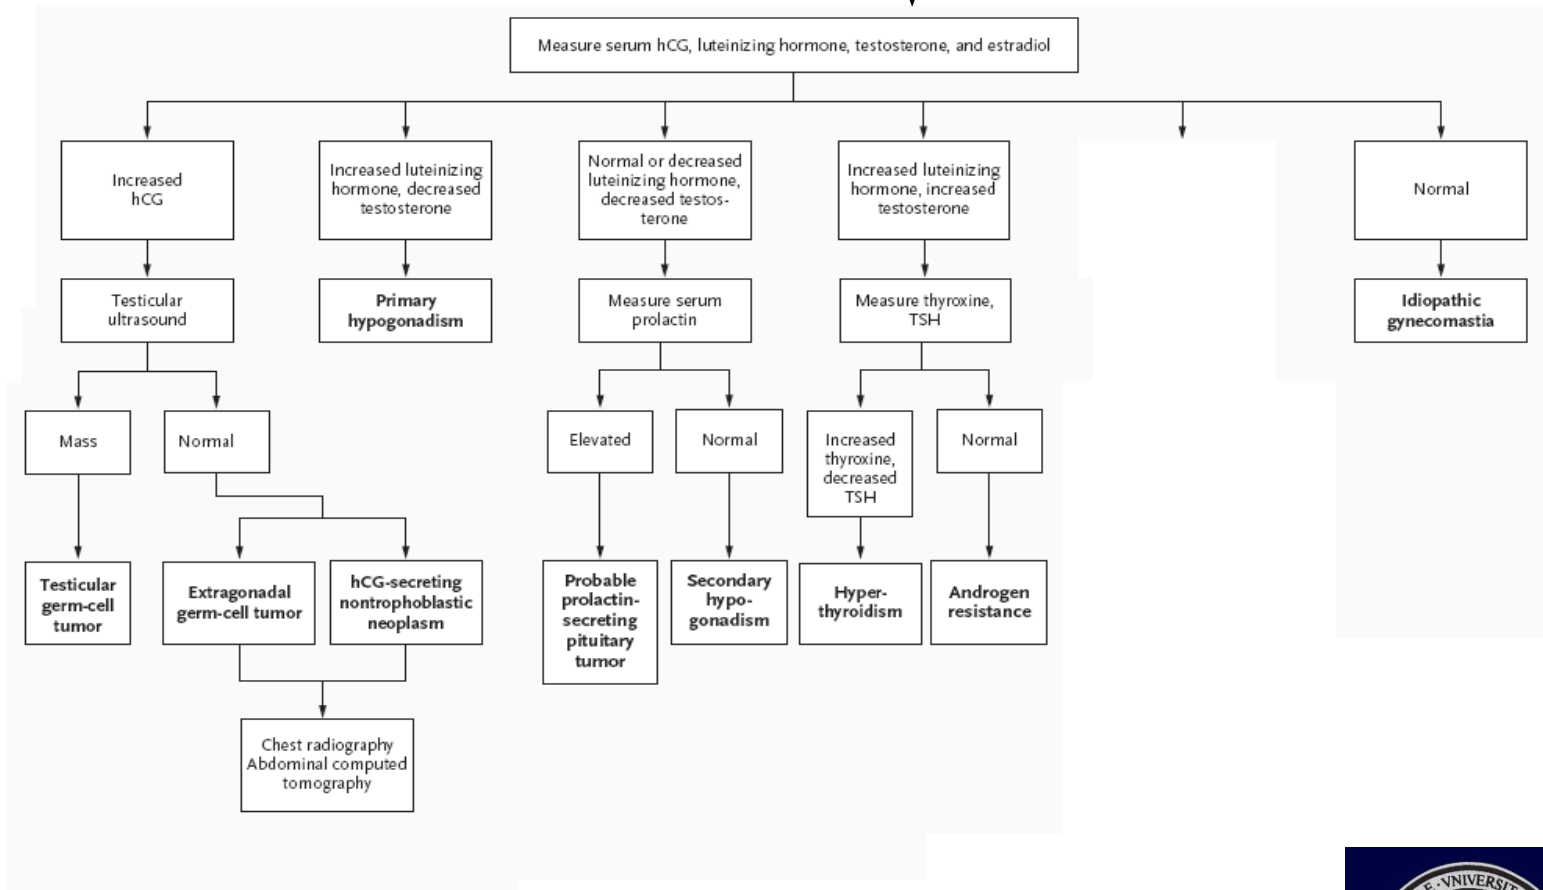 Measure serum hCG, luteinizing hormone, testosterone, and estradiol
Increased
hCG
Increased luteinizing
hormone, decreased
testosterone
Normal or decreased
luteinizing hormone,
decreased testos-
terone
Increased luteinizing
hormone, increased
testosterone
Normal
Testicular
ultrasound
Primary
hypogonadism
Measure serum
prolactin
Measure thyroxine,
TSH
Idiopathic
gynecomastia
Mass
Normal
Elevated
Normal
Increased
thyroxine,
decreased
TSH
Normal
Testicular
germ-cell
tumor
Extragonadal
germ-cell tumor
hCG-secreting
nontrophoblastic
neoplasm
Probable
prolactin-
secreting
pituitary
tumor
Secondary
hypo-
gonadism
Hyper-
thyroidism
Androgen
resistance
Chest radiography
Abdominal computed
tomography